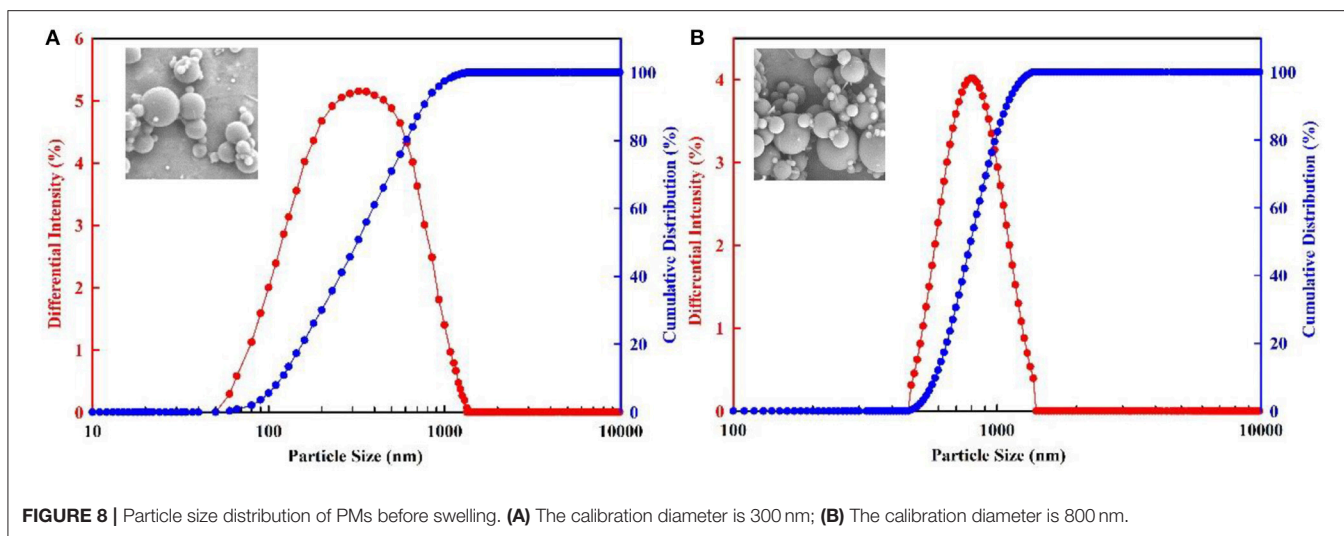 A
6
5
4
3
2
1
0
Differential Intensity (%)
100
80
60
40
20
0
Cumulative Distribution (%)
10 100 1000 10000
Particle Size (nm)
B
4
3
2
1
0
Differential Intensity (%)
100
80
60
40
20
0
Cumulative Distribution (%)
100 1000 10000
Particle Size (nm)
FIGURE 8 | Particle size distribution of PMs before swelling. (A) The calibration diameter is 300 nm; (B) The calibration diameter is 800 nm.